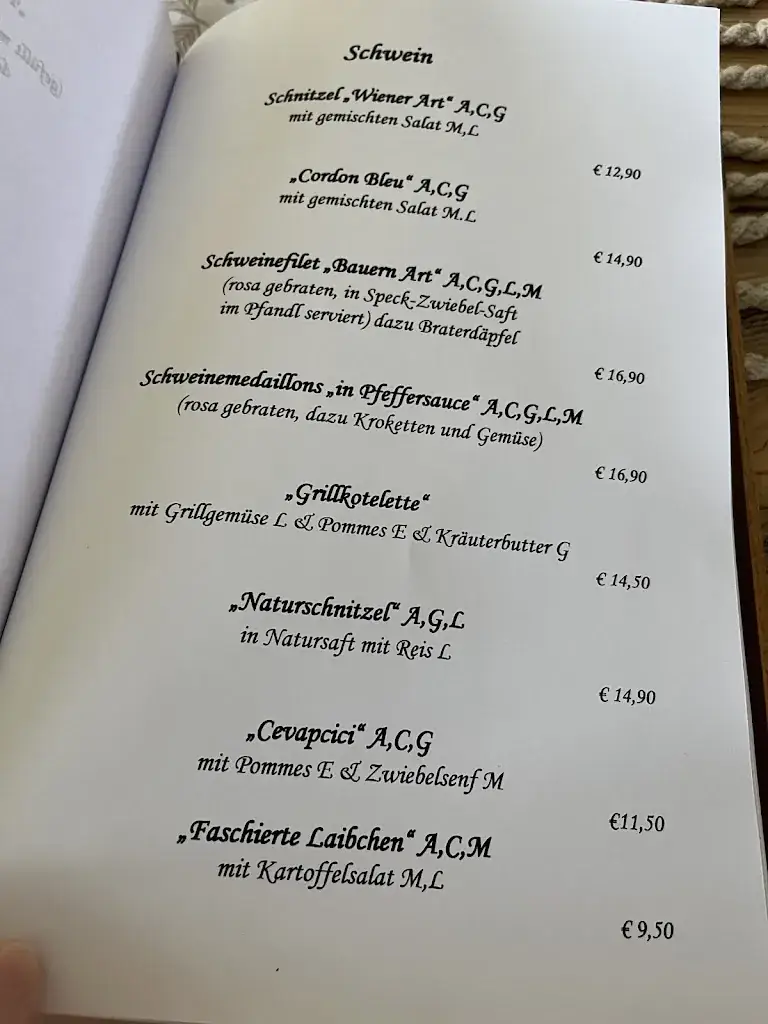 Schwein
Schnitzel „Wiener Art“ A,C,G
mit gemischten Salat M,L
€ 12,90
„Cordon Bleu“ A,C,G
mit gemischten Salat M.L
€ 14,90
Schweinefilet „Bauern Art“ A,C,G,L,M
(rosa gebraten, in Speck-Zwiebel-Saft
im Pfandl serviert) dazu Braterdäpfel
€ 16,90
Schweinemedaillons „in Pfeffersauce“ A,C,G,L,M
(rosa gebraten, dazu Kroketten und Gemüse)
€ 16,90
„Grillkotelette“
mit Grillgemüse L & Pommes E & Kräuterbutter G
€ 14,50
„Naturschnitzel“ A,G,L
in Natursaft mit Reis L
€ 14,90
„Cevapcici“ A,C,G
mit Pommes E & Zwiebelsenf M
€11,50
„Faschierte Laibchen“ A,C,M
mit Kartoffelsalat M,L
€ 9,50